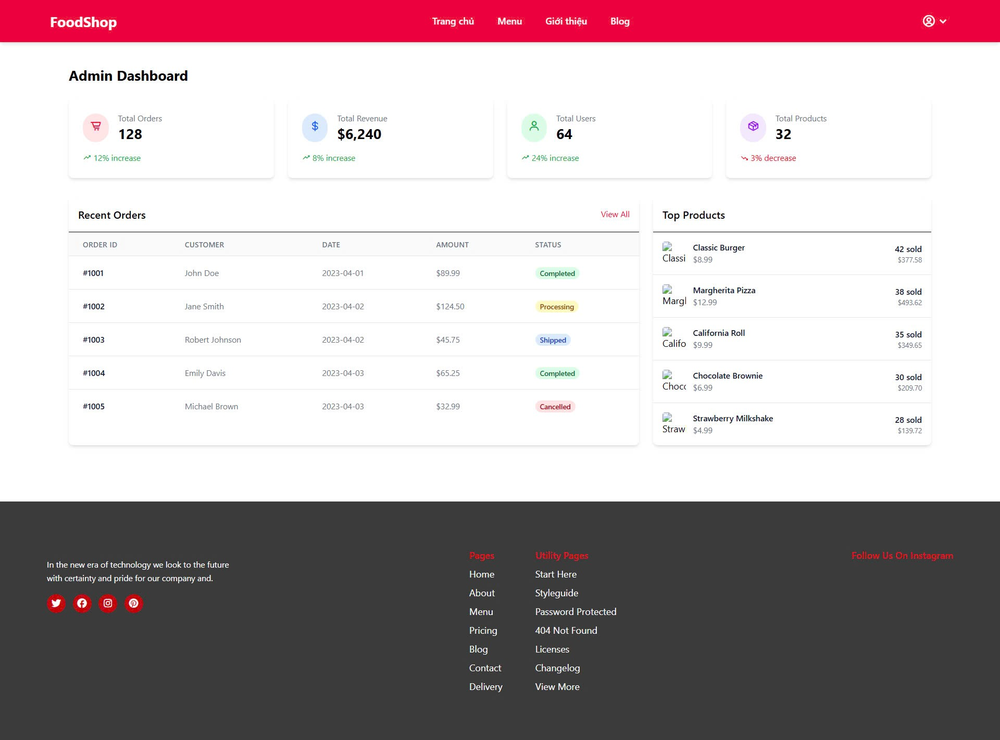 FoodShop
Trang chủ Menu Giới thiệu Blog
Admin Dashboard
Total Orders
128
12% increase
Total Revenue
$6,240
8% increase
Total Users
64
24% increase
Total Products
32
3% decrease
Recent Orders View All
ORDER ID CUSTOMER DATE AMOUNT STATUS
#1001 John Doe 2023-04-01 $89.99 Completed
#1002 Jane Smith 2023-04-02 $124.50 Processing
#1003 Robert Johnson 2023-04-02 $45.75 Shipped
#1004 Emily Davis 2023-04-03 $65.25 Completed
#1005 Michael Brown 2023-04-03 $32.99 Cancelled
Top Products
Classi
Classic Burger 42 sold
$8.99 $377.58
Margl
Margherita Pizza 38 sold
$12.99 $493.62
Califo
California Roll 35 sold
$9.99 $349.65
Choco
Chocolate Brownie 30 sold
$6.99 $209.70
Straw
Strawberry Milkshake 28 sold
$4.99 $139.72
In the new era of technology we look to the future
with certainty and pride for our company and.
Pages
Home
About
Menu
Pricing
Blog
Contact
Delivery
Utility Pages
Start Here
Styleguide
Password Protected
404 Not Found
Licenses
Changelog
View More
Follow Us On Instagram